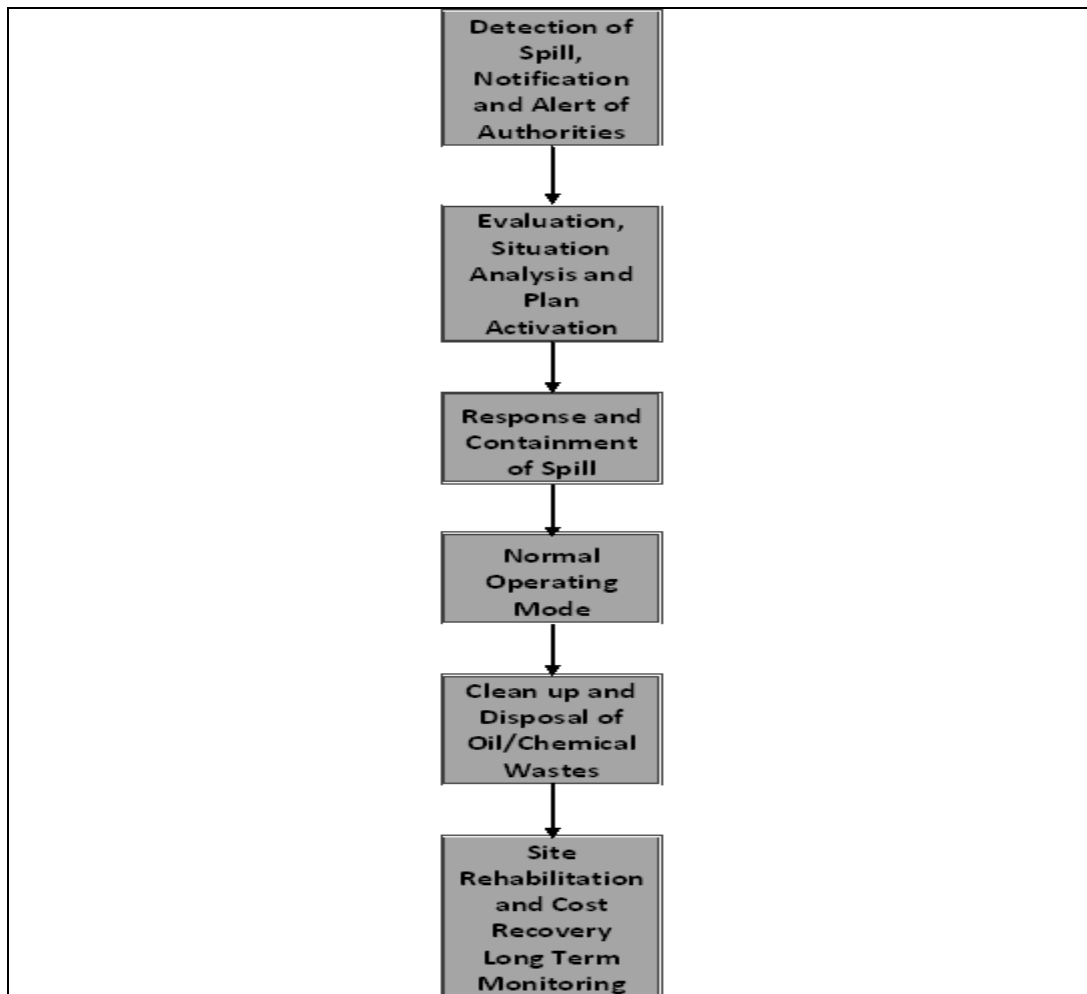 Detection of
Spill,
Notification
and Alert of
Authorities
Evaluation,
Situation
Analysis and
Plan
Activation
Response and
Containment
of Spill
Normal
Operating
Mode
Clean up and
Disposal of
Oil/Chemical
Wastes
Site
Rehabilitation
and Cost
Recovery
Long Term
Monitoring